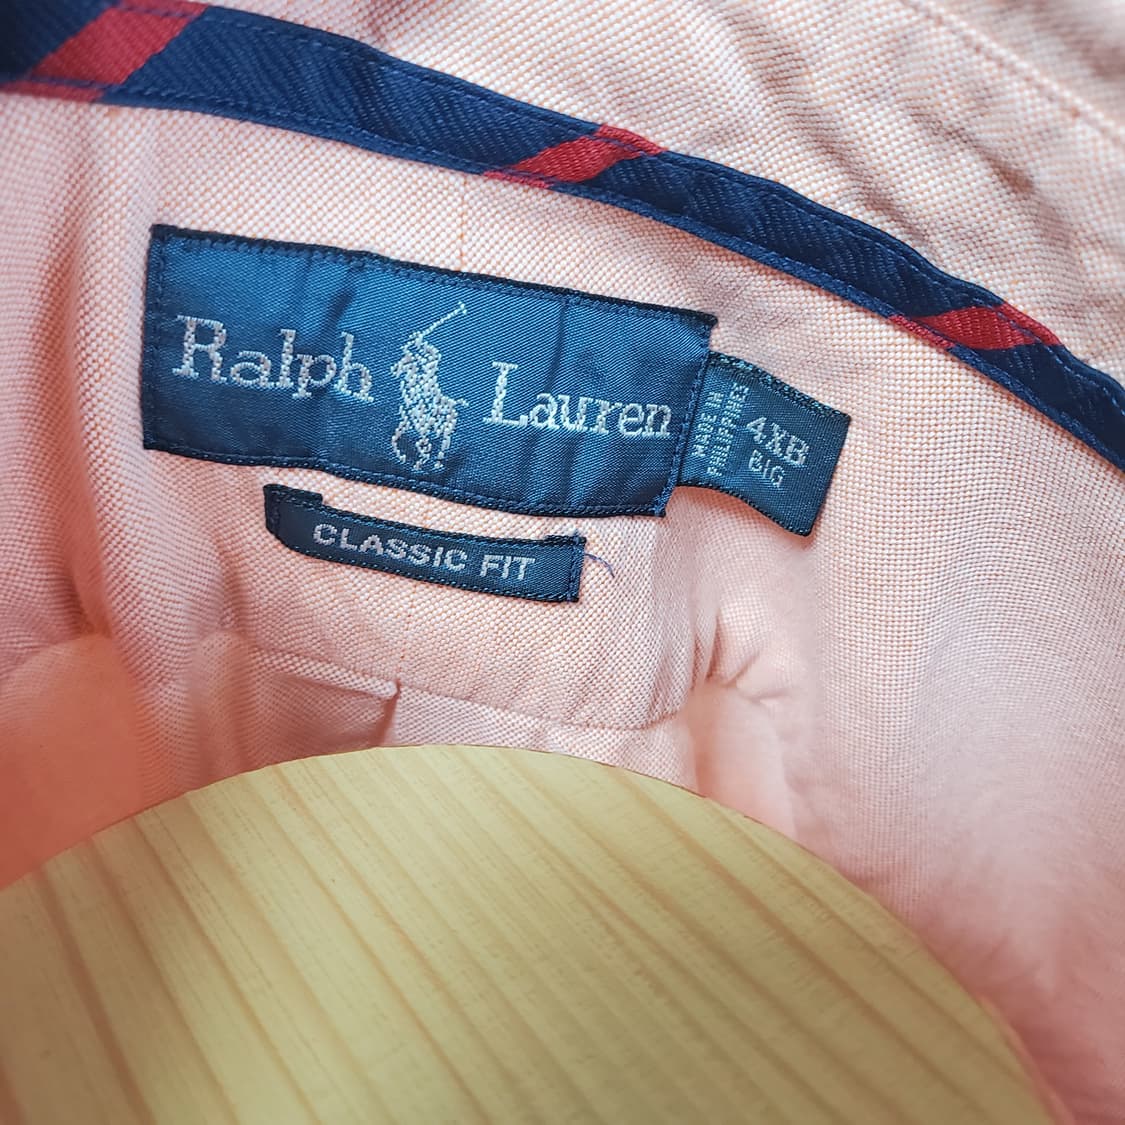 Ralph Lauren
MADE IN
PHILIPPINES
4XB
BIG
CLASSIC FIT